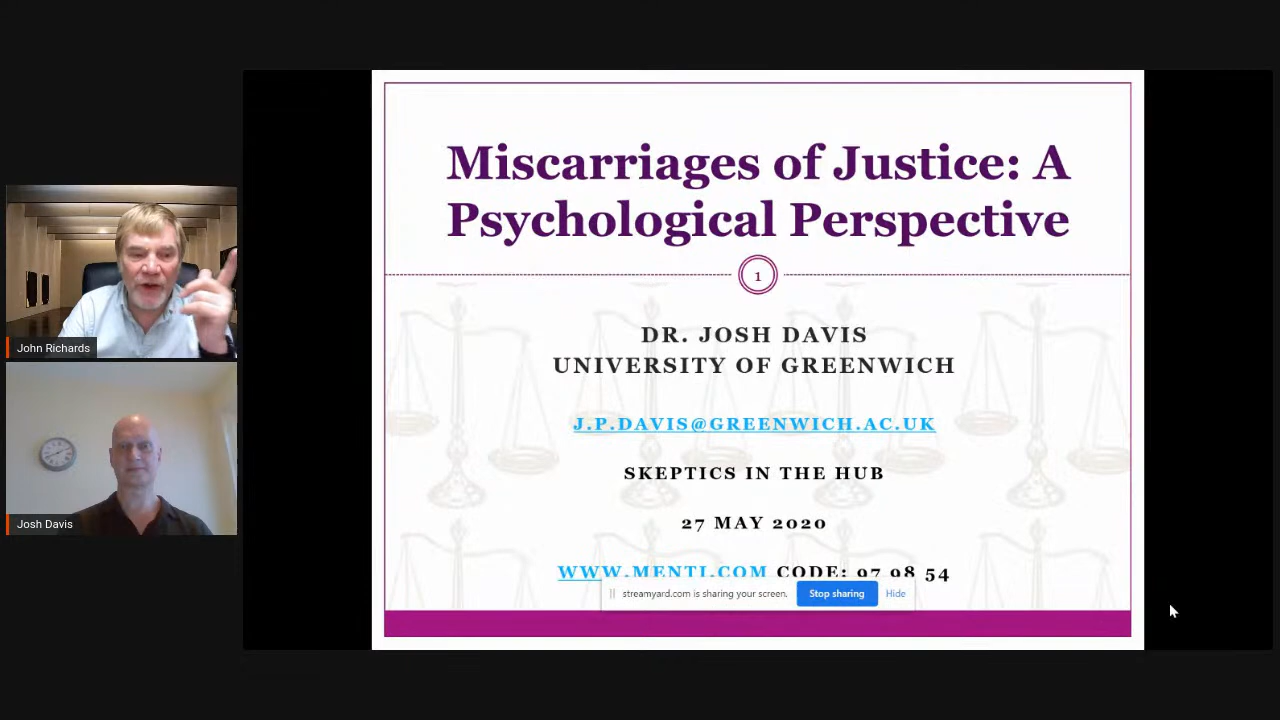 Miscarriages of Justice: A
Psychological Perspective
1
DR. JOSH DAVIS
UNIVERSITY OF GREENWICH
J.P.DAVIS@GREENWICH.AC.UK
SKEPTICS IN THE HUB
27 MAY 2020
WWW.MENTI.COM CODE: 97 98 54
streamyard.com is sharing your screen. Stop sharing Hide
John Richards
Josh Davis